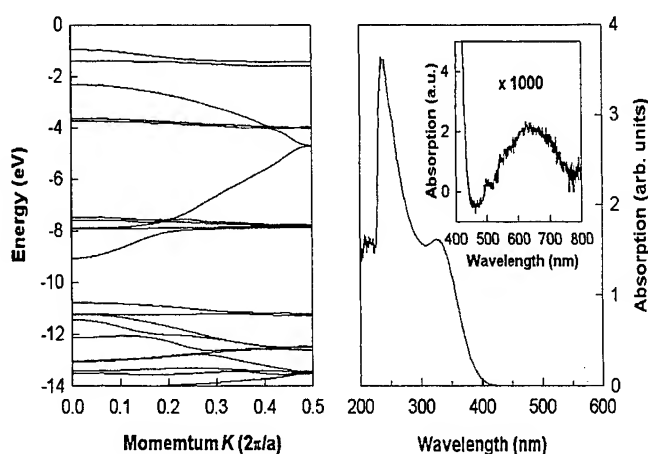 0
-2
-4
-6
-8
-10
-12
-14
Energy (eV)
0.0 0.1 0.2 0.3 0.4 0.5
Momemtum K (2π/a)
4
3
2
1
0
Absorption (arb. units)
200 300 400 500 600
Wavelength (nm)
x 1000
4
2
0
Absorption (a.u.)
400 500 600 700 800
Wavelength (nm)